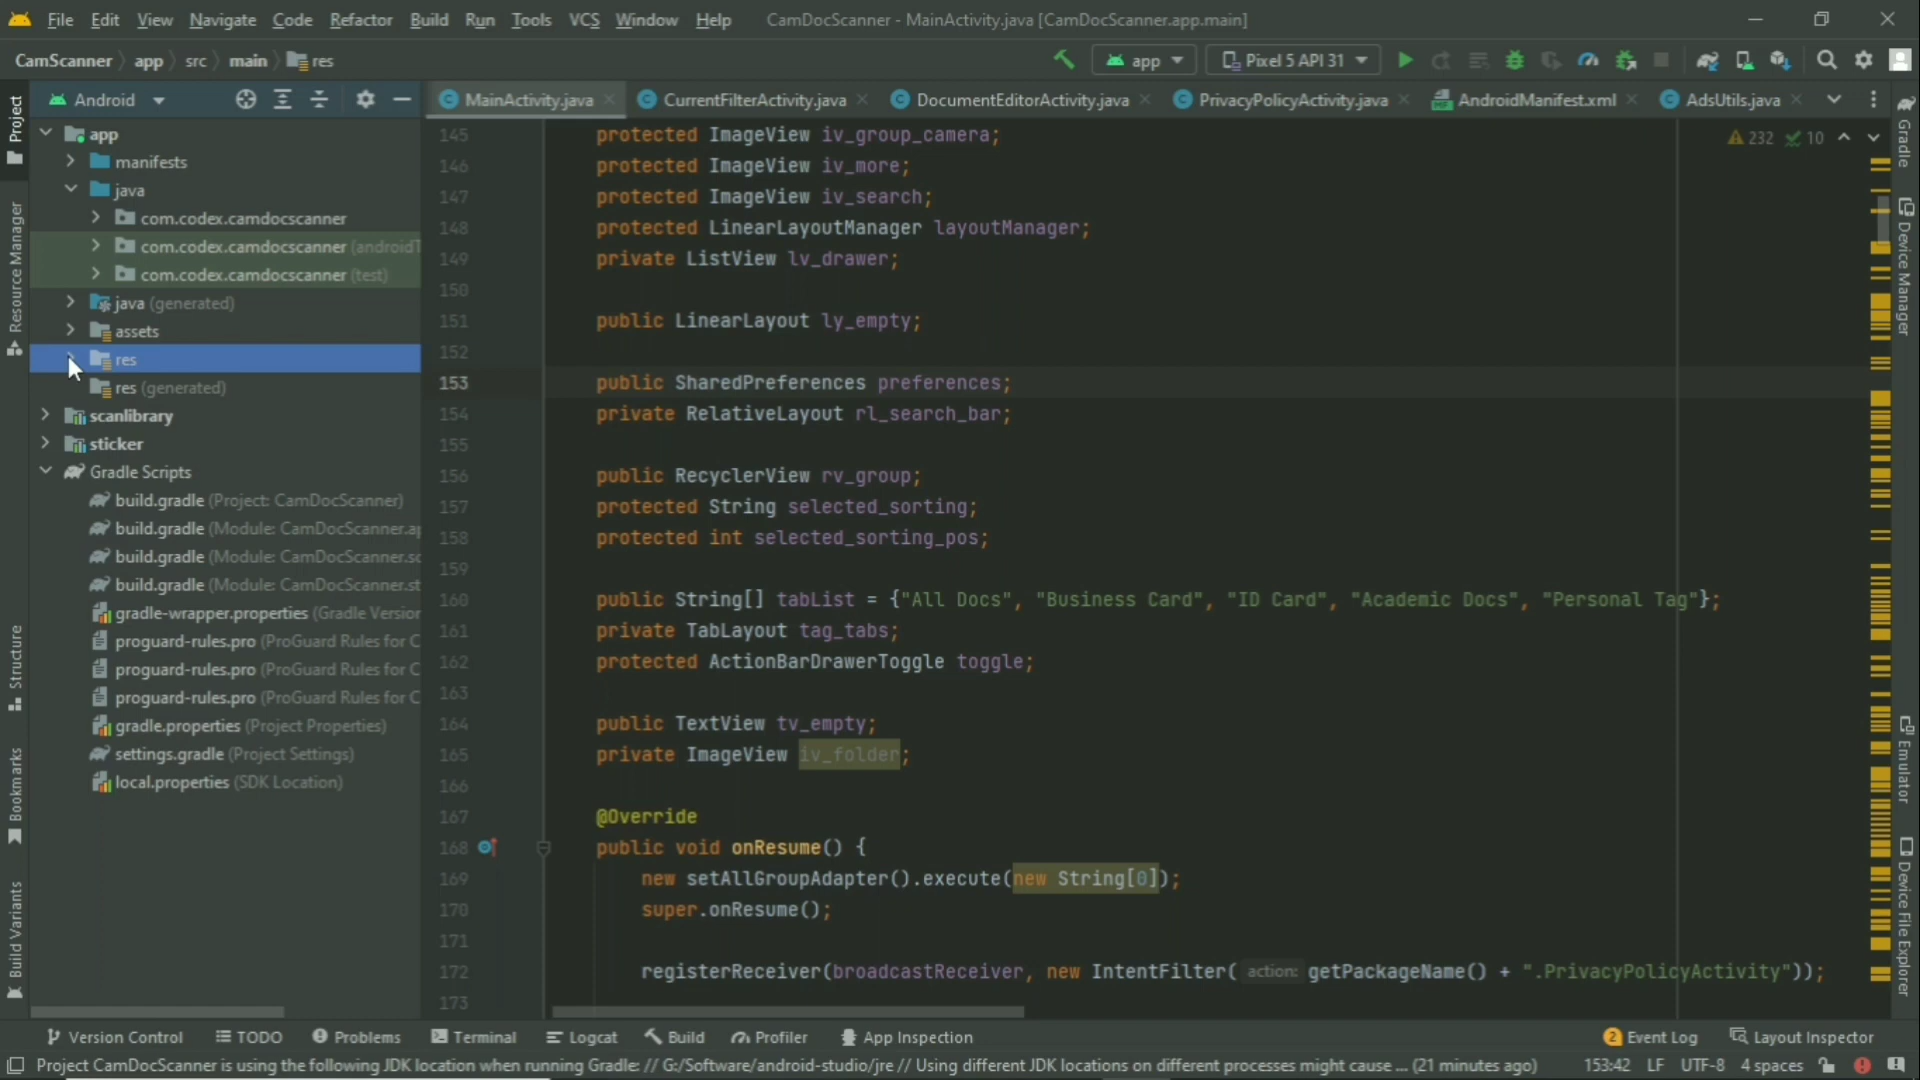 File Edit View Navigate Code Refactor Build Run Tools VCS Window Help CamDocScanner - MainActivity.java [CamDocScanner.app.main]
CamScanner app src main res app Pixel 5 API 31
Android MainActivity.java CurrentFilterActivity.java DocumentEditorActivity.java PrivacyPolicyActivity.java AndroidManifest.xml AdsUtils.java
232 10
Project
Resource Manager
Structure
Bookmarks
Build Variants
app
manifests
java
com.codex.camdocscanner
com.codex.camdocscanner (androidT
com.codex.camdocscanner (test)
java (generated)
assets
res
res (generated)
scanlibrary
sticker
Gradle Scripts
build.gradle (Project: CamDocScanner)
build.gradle (Module: CamDocScanner.ap
build.gradle (Module: CamDocScanner.sc
build.gradle (Module: CamDocScanner.st
gradle-wrapper.properties (Gradle Version
proguard-rules.pro (ProGuard Rules for C
proguard-rules.pro (ProGuard Rules for C
proguard-rules.pro (ProGuard Rules for C
gradle.properties (Project Properties)
settings.gradle (Project Settings)
local.properties (SDK Location)
145 protected ImageView iv_group_camera;
146 protected ImageView iv_more;
147 protected ImageView iv_search;
148 protected LinearLayoutManager layoutManager;
149 private ListView lv_drawer;
150
151 public LinearLayout ly_empty;
152
153 public SharedPreferences preferences;
154 private RelativeLayout rl_search_bar;
155
156 public RecyclerView rv_group;
157 protected String selected_sorting;
158 protected int selected_sorting_pos;
159
160 public String[] tabList = {"All Docs", "Business Card", "ID Card", "Academic Docs", "Personal Tag"};
161 private TabLayout tag_tabs;
162 protected ActionBarDrawerToggle toggle;
163
164 public TextView tv_empty;
165 private ImageView iv_folder;
166
167 @Override
168 public void onResume() {
169 new setAllGroupAdapter().execute(new String[0]);
170 super.onResume();
171
172 registerReceiver(broadcastReceiver, new IntentFilter( action: getPackageName() + ".PrivacyPolicyActivity"));
173
Gradle
Device Manager
Emulator
Device File Explorer
Version Control TODO Problems Terminal Logcat Build Profiler App Inspection 2 Event Log Layout Inspector
Project CamDocScanner is using the following JDK location when running Gradle: // G:/Software/android-studio/jre // Using different JDK locations on different processes might cause ... (21 minutes ago) 153:42 LF UTF-8 4 spaces